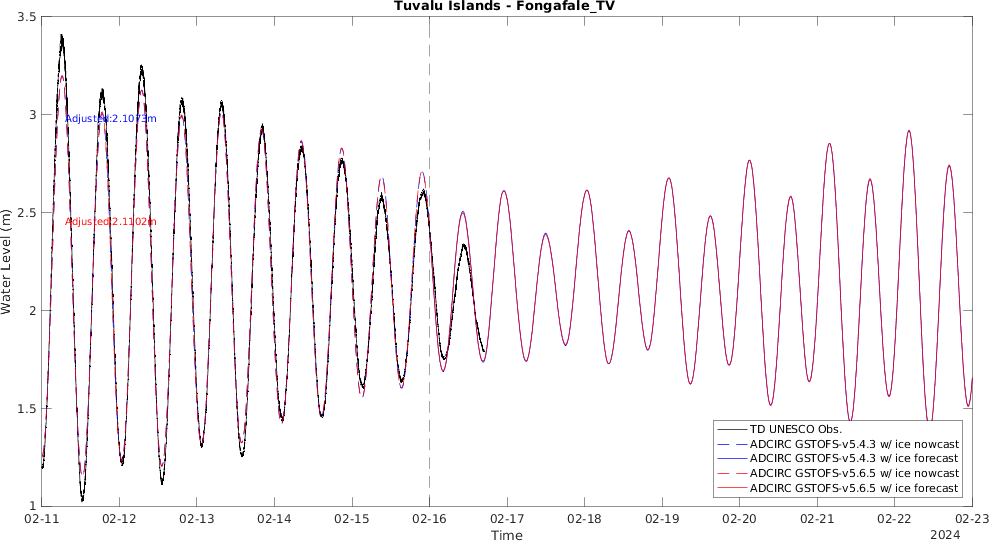 Tuvalu Islands - Fongafale_TV
3.5
3
2.5
2
1.5
1
Water Level (m)
Adjusted:2.1073m
Adjusted:2.1102m
TD UNESCO Obs.
ADCIRC GSTOFS-v5.4.3 w/ ice nowcast
ADCIRC GSTOFS-v5.4.3 w/ ice forecast
ADCIRC GSTOFS-v5.6.5 w/ ice nowcast
ADCIRC GSTOFS-v5.6.5 w/ ice forecast
02-11 02-12 02-13 02-14 02-15 02-16 02-17 02-18 02-19 02-20 02-21 02-22 02-23
Time
2024